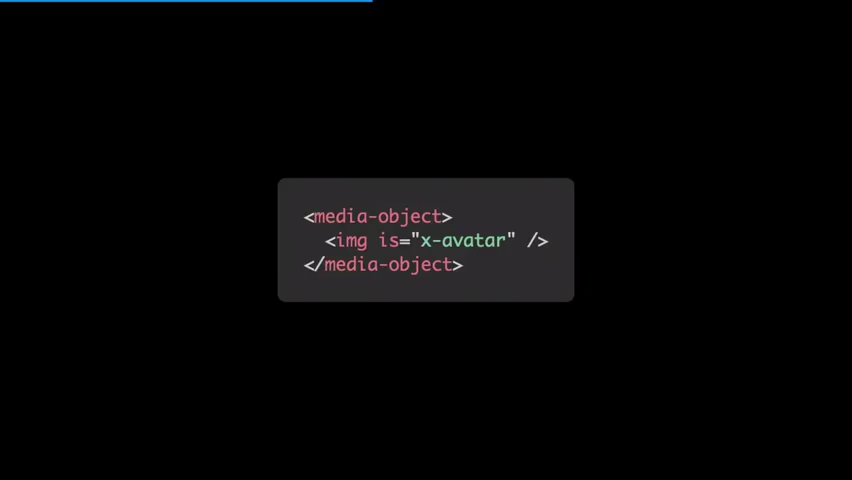 <media-object>
  <img is="x-avatar" />
</media-object>